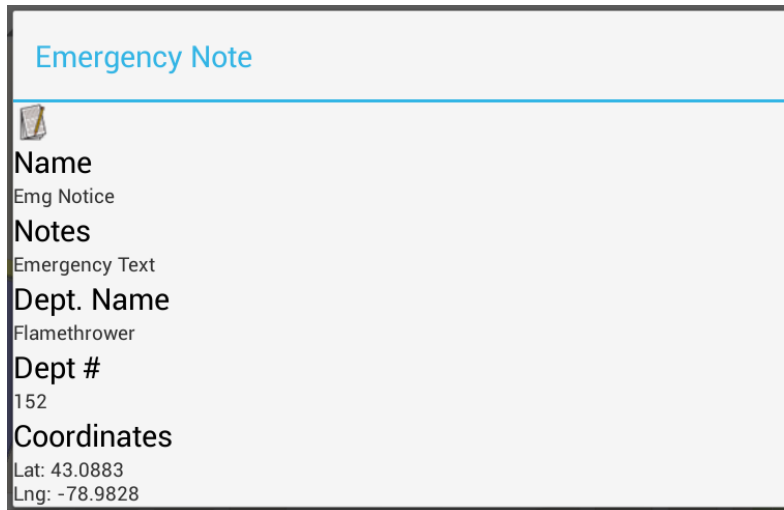 Emergency Note
Name
Emg Notice
Notes
Emergency Text
Dept. Name
Flamethrower
Dept #
152
Coordinates
Lat: 43.0883
Lng: -78.9828